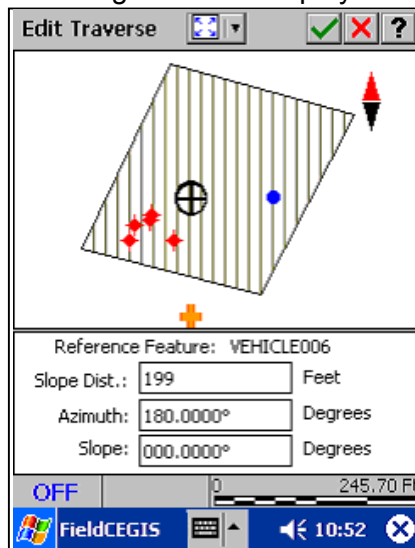 Edit Traverse ?
Reference Feature: VEHICLE006
Slope Dist.: 199 Feet
Azimuth: 180.0000° Degrees
Slope: 000.0000° Degrees
OFF 0 245.70
FieldCEGIS 10:52